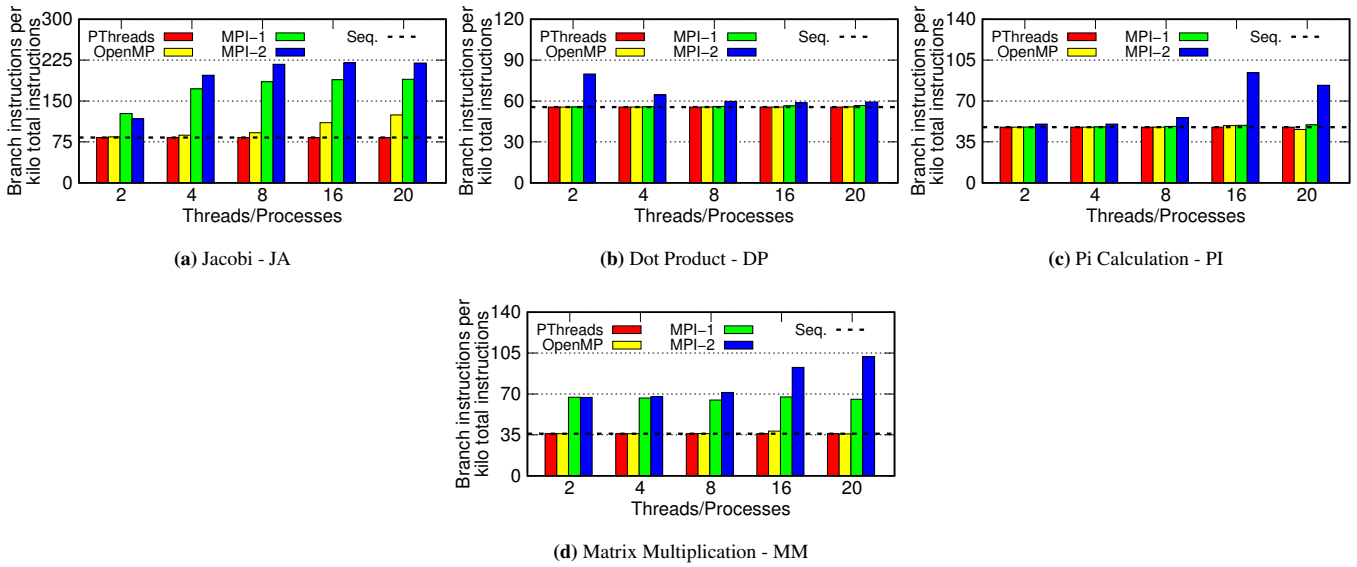 Branch instructions per
kilo total instructions
300
225
150
75
0
PThreads
OpenMP
MPI−1
MPI−2
Seq.
2 4 8 16 20
Threads/Processes
(a) Jacobi - JA
Branch instructions per
kilo total instructions
120
90
60
30
0
PThreads
OpenMP
MPI−1
MPI−2
Seq.
2 4 8 16 20
Threads/Processes
(b) Dot Product - DP
Branch instructions per
kilo total instructions
140
105
70
35
0
PThreads
OpenMP
MPI−1
MPI−2
Seq.
2 4 8 16 20
Threads/Processes
(c) Pi Calculation - PI
Branch instructions per
kilo total instructions
140
105
70
35
0
PThreads
OpenMP
MPI−1
MPI−2
Seq.
2 4 8 16 20
Threads/Processes
(d) Matrix Multiplication - MM